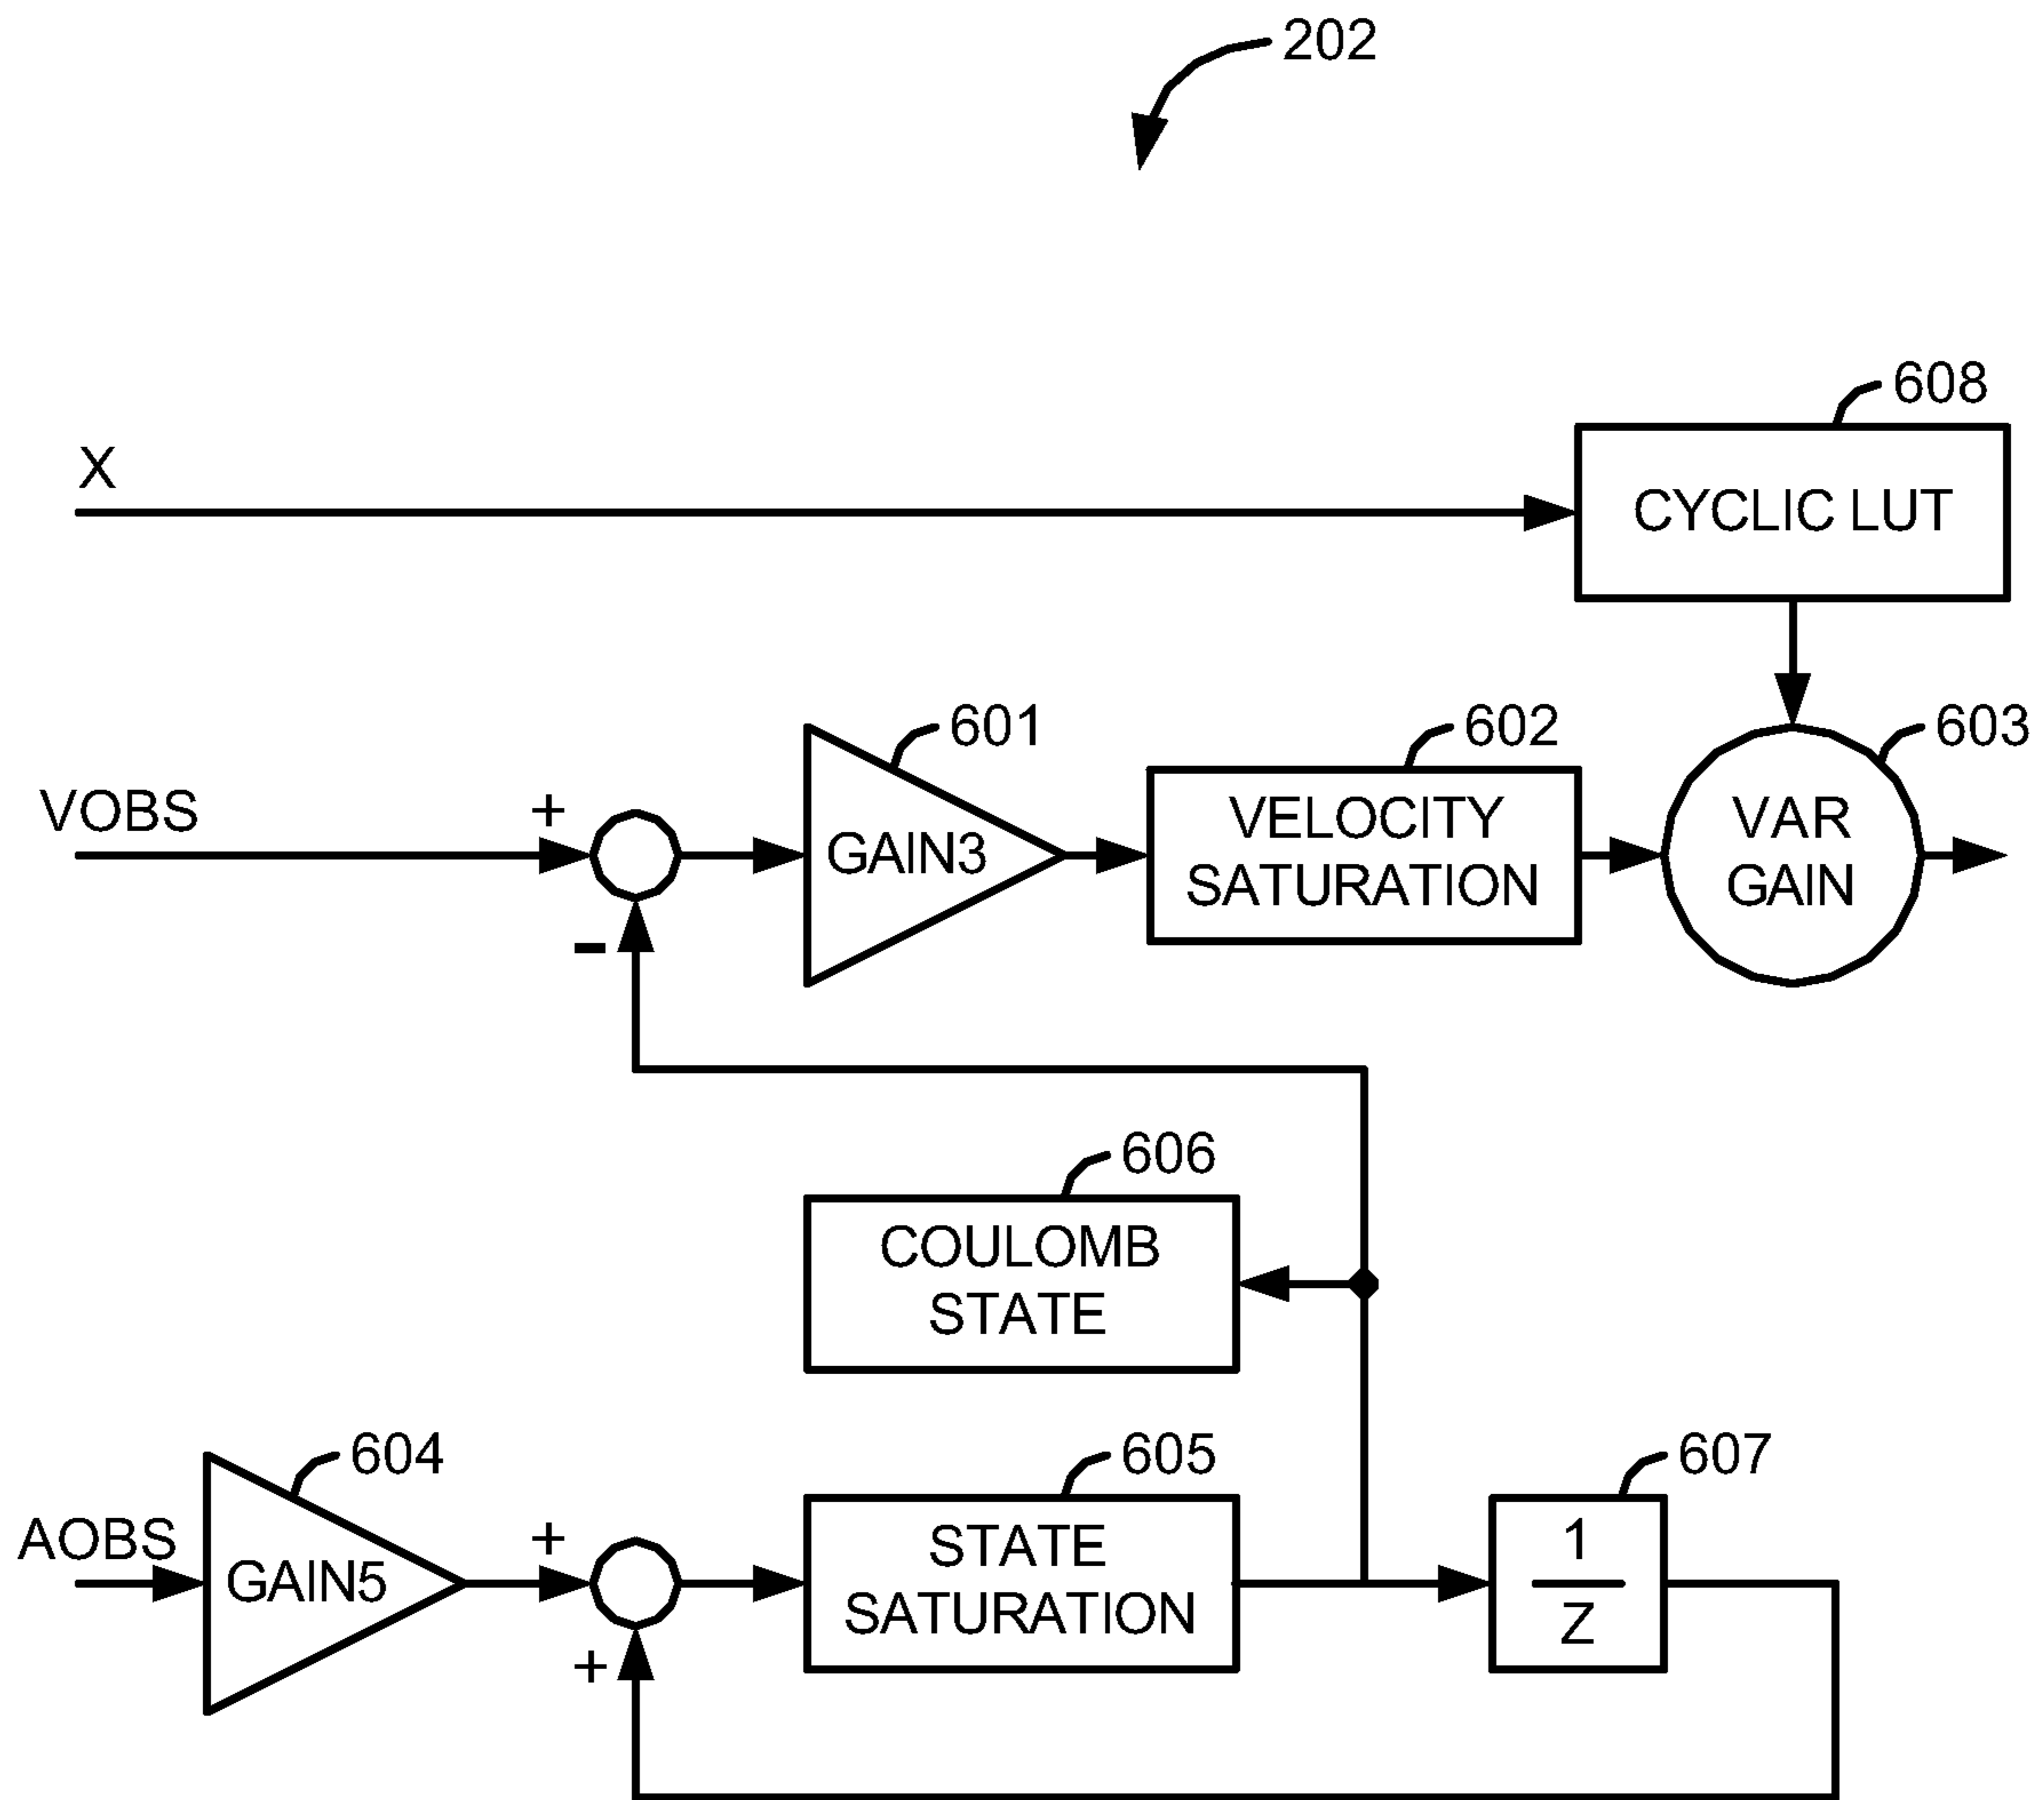 202
608
X
CYCLIC LUT
601
602
603
VOBS
+
GAIN3
VELOCITY
SATURATION
VAR
GAIN
-
606
COULOMB
STATE
604
605
607
AOBS
GAIN5
+
STATE
SATURATION
1
Z
+